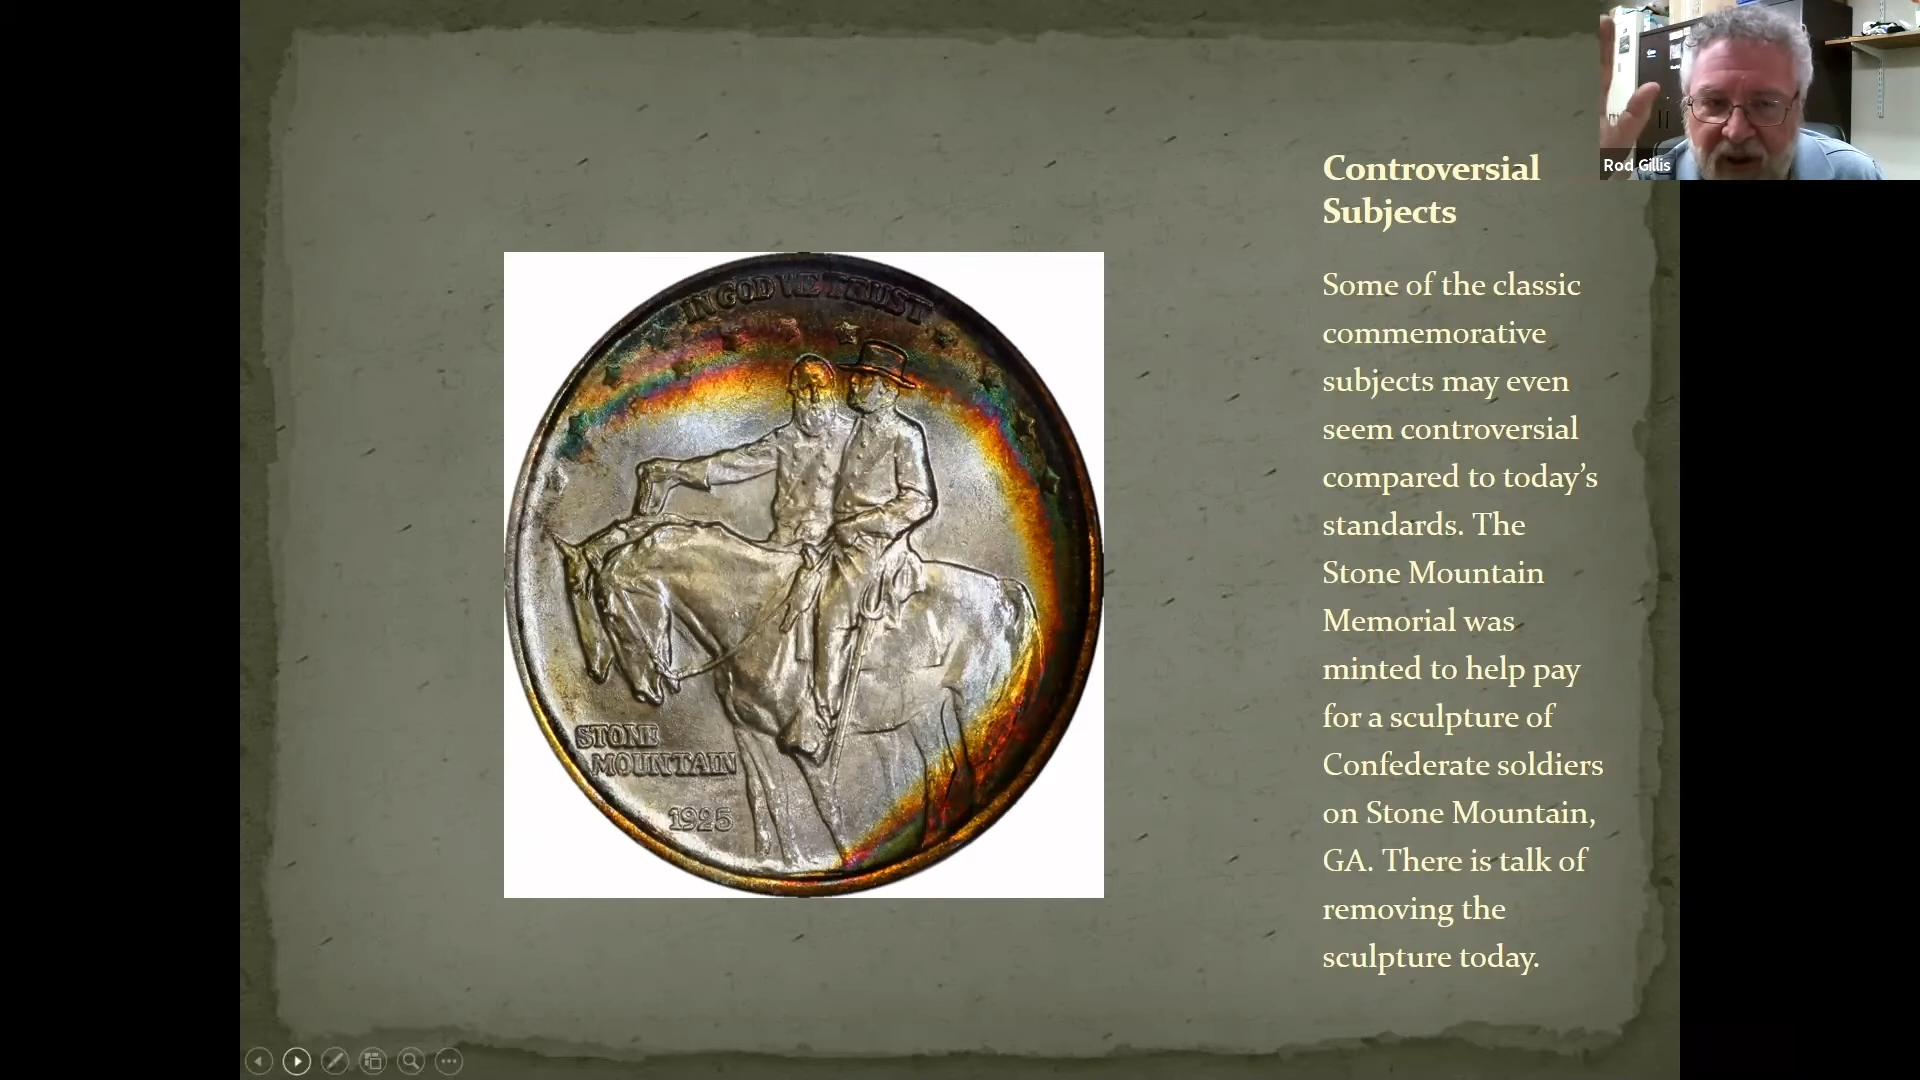 Rod Gillis
Controversial
Subjects
Some of the classic
commemorative
subjects may even
seem controversial
compared to today's
standards. The
Stone Mountain
Memorial was
minted to help pay
for a sculpture of
Confederate soldiers
on Stone Mountain,
GA. There is talk of
removing the
sculpture today.
IN GOD WE TRUST
STONE
MOUNTAIN
1925